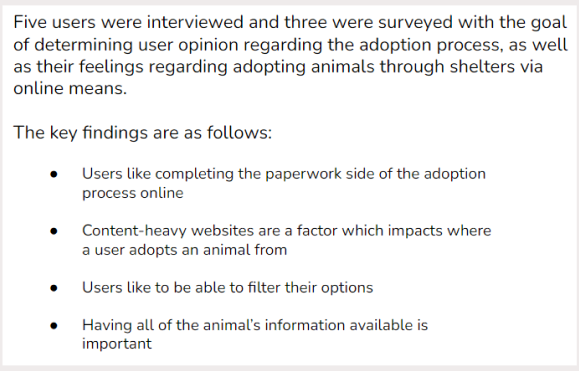 Five users were interviewed and three were surveyed with the goal
of determining user opinion regarding the adoption process, as well
as their feelings regarding adopting animals through shelters via
online means.
The key findings are as follows:
● Users like completing the paperwork side of the adoption
process online
● Content-heavy websites are a factor which impacts where
a user adopts an animal from
● Users like to be able to filter their options
● Having all of the animal's information available is
important